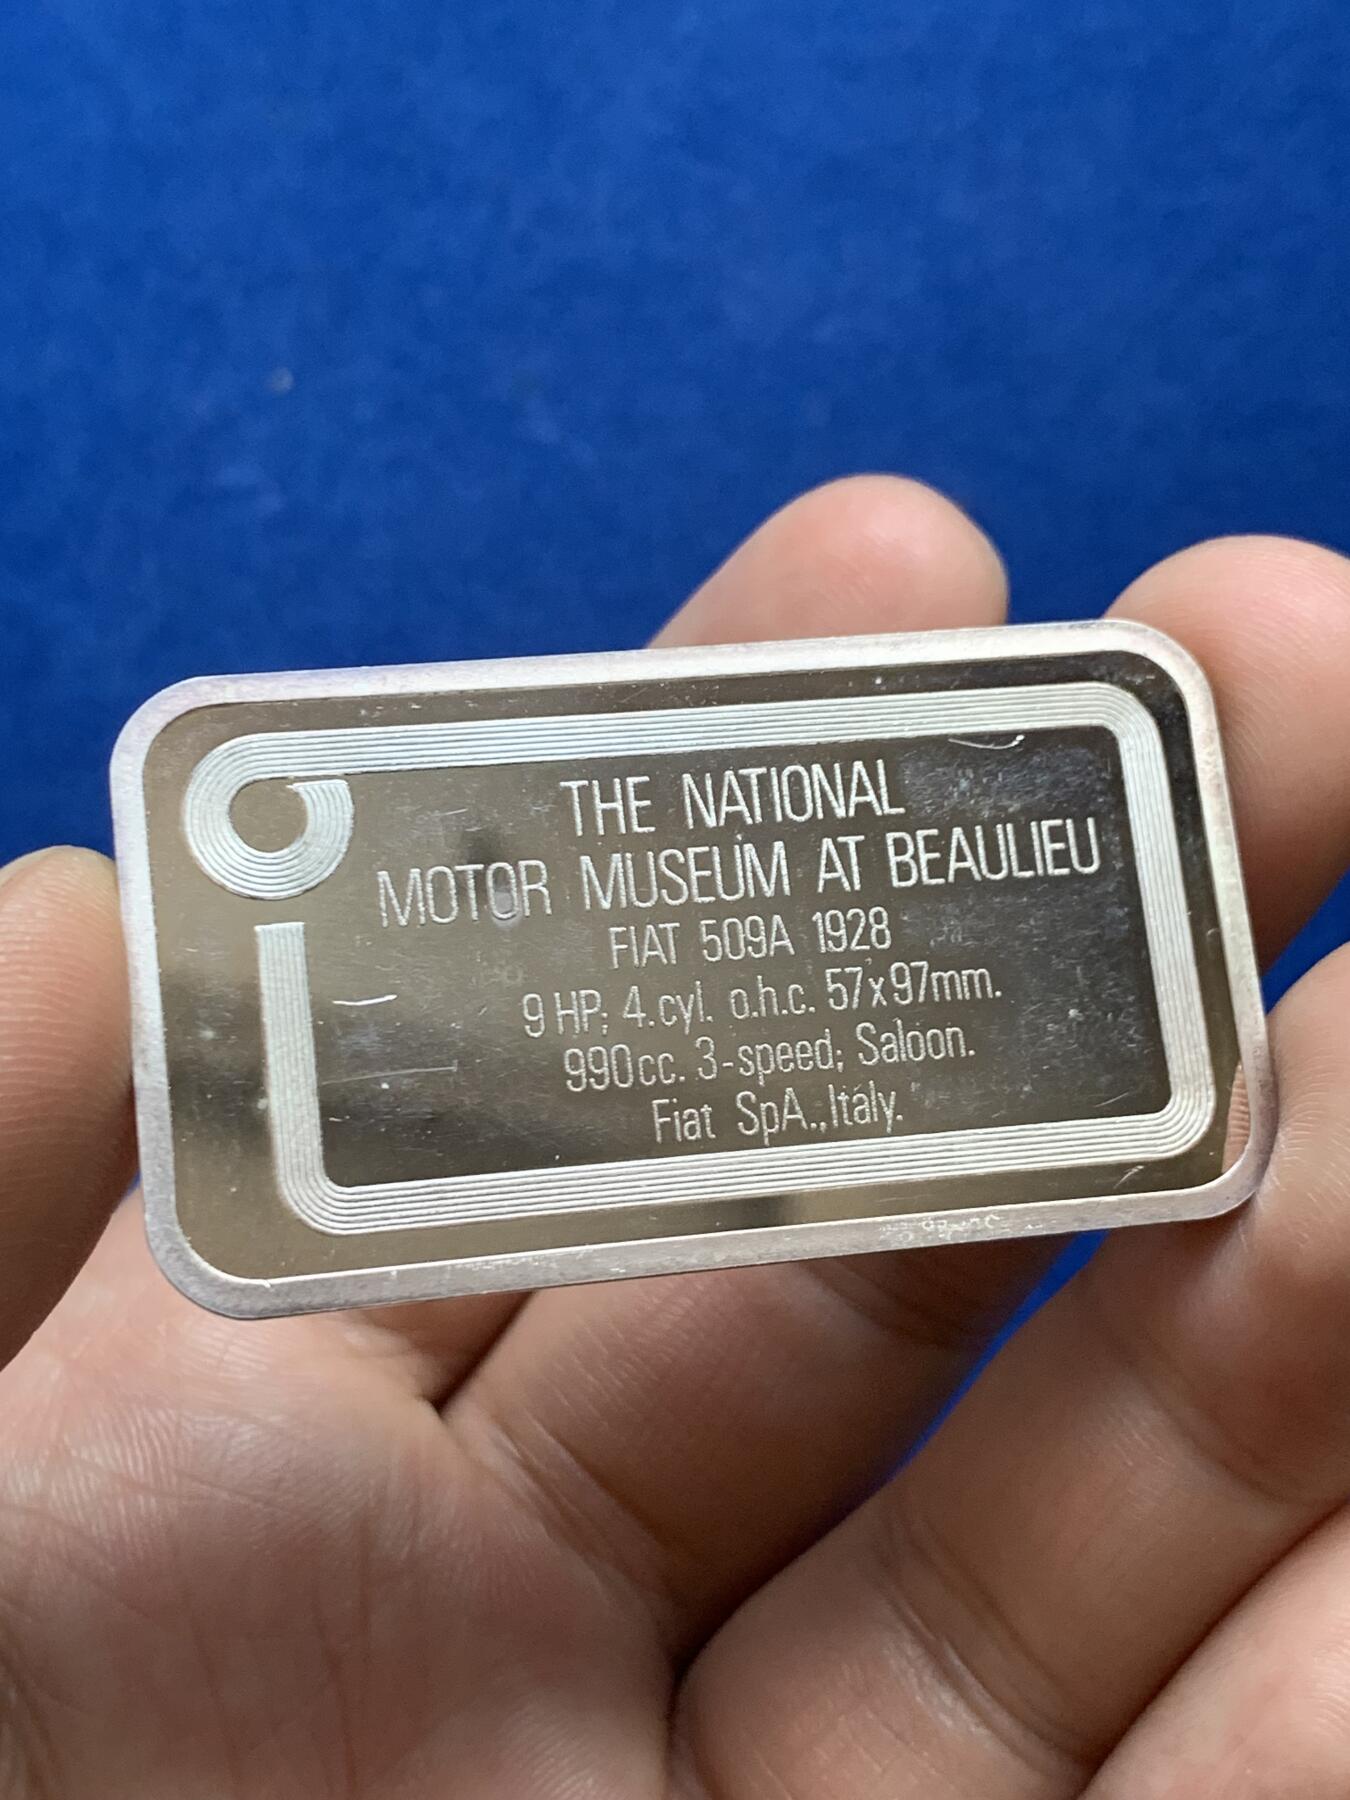 THE NATIONAL
MOTOR MUSEUM AT BEAULIEU
FIAT 509A 1928
9 HP; 4.cyl. o.h.c. 57x97mm.
990cc. 3-speed; Saloon.
Fiat SpA., Italy.